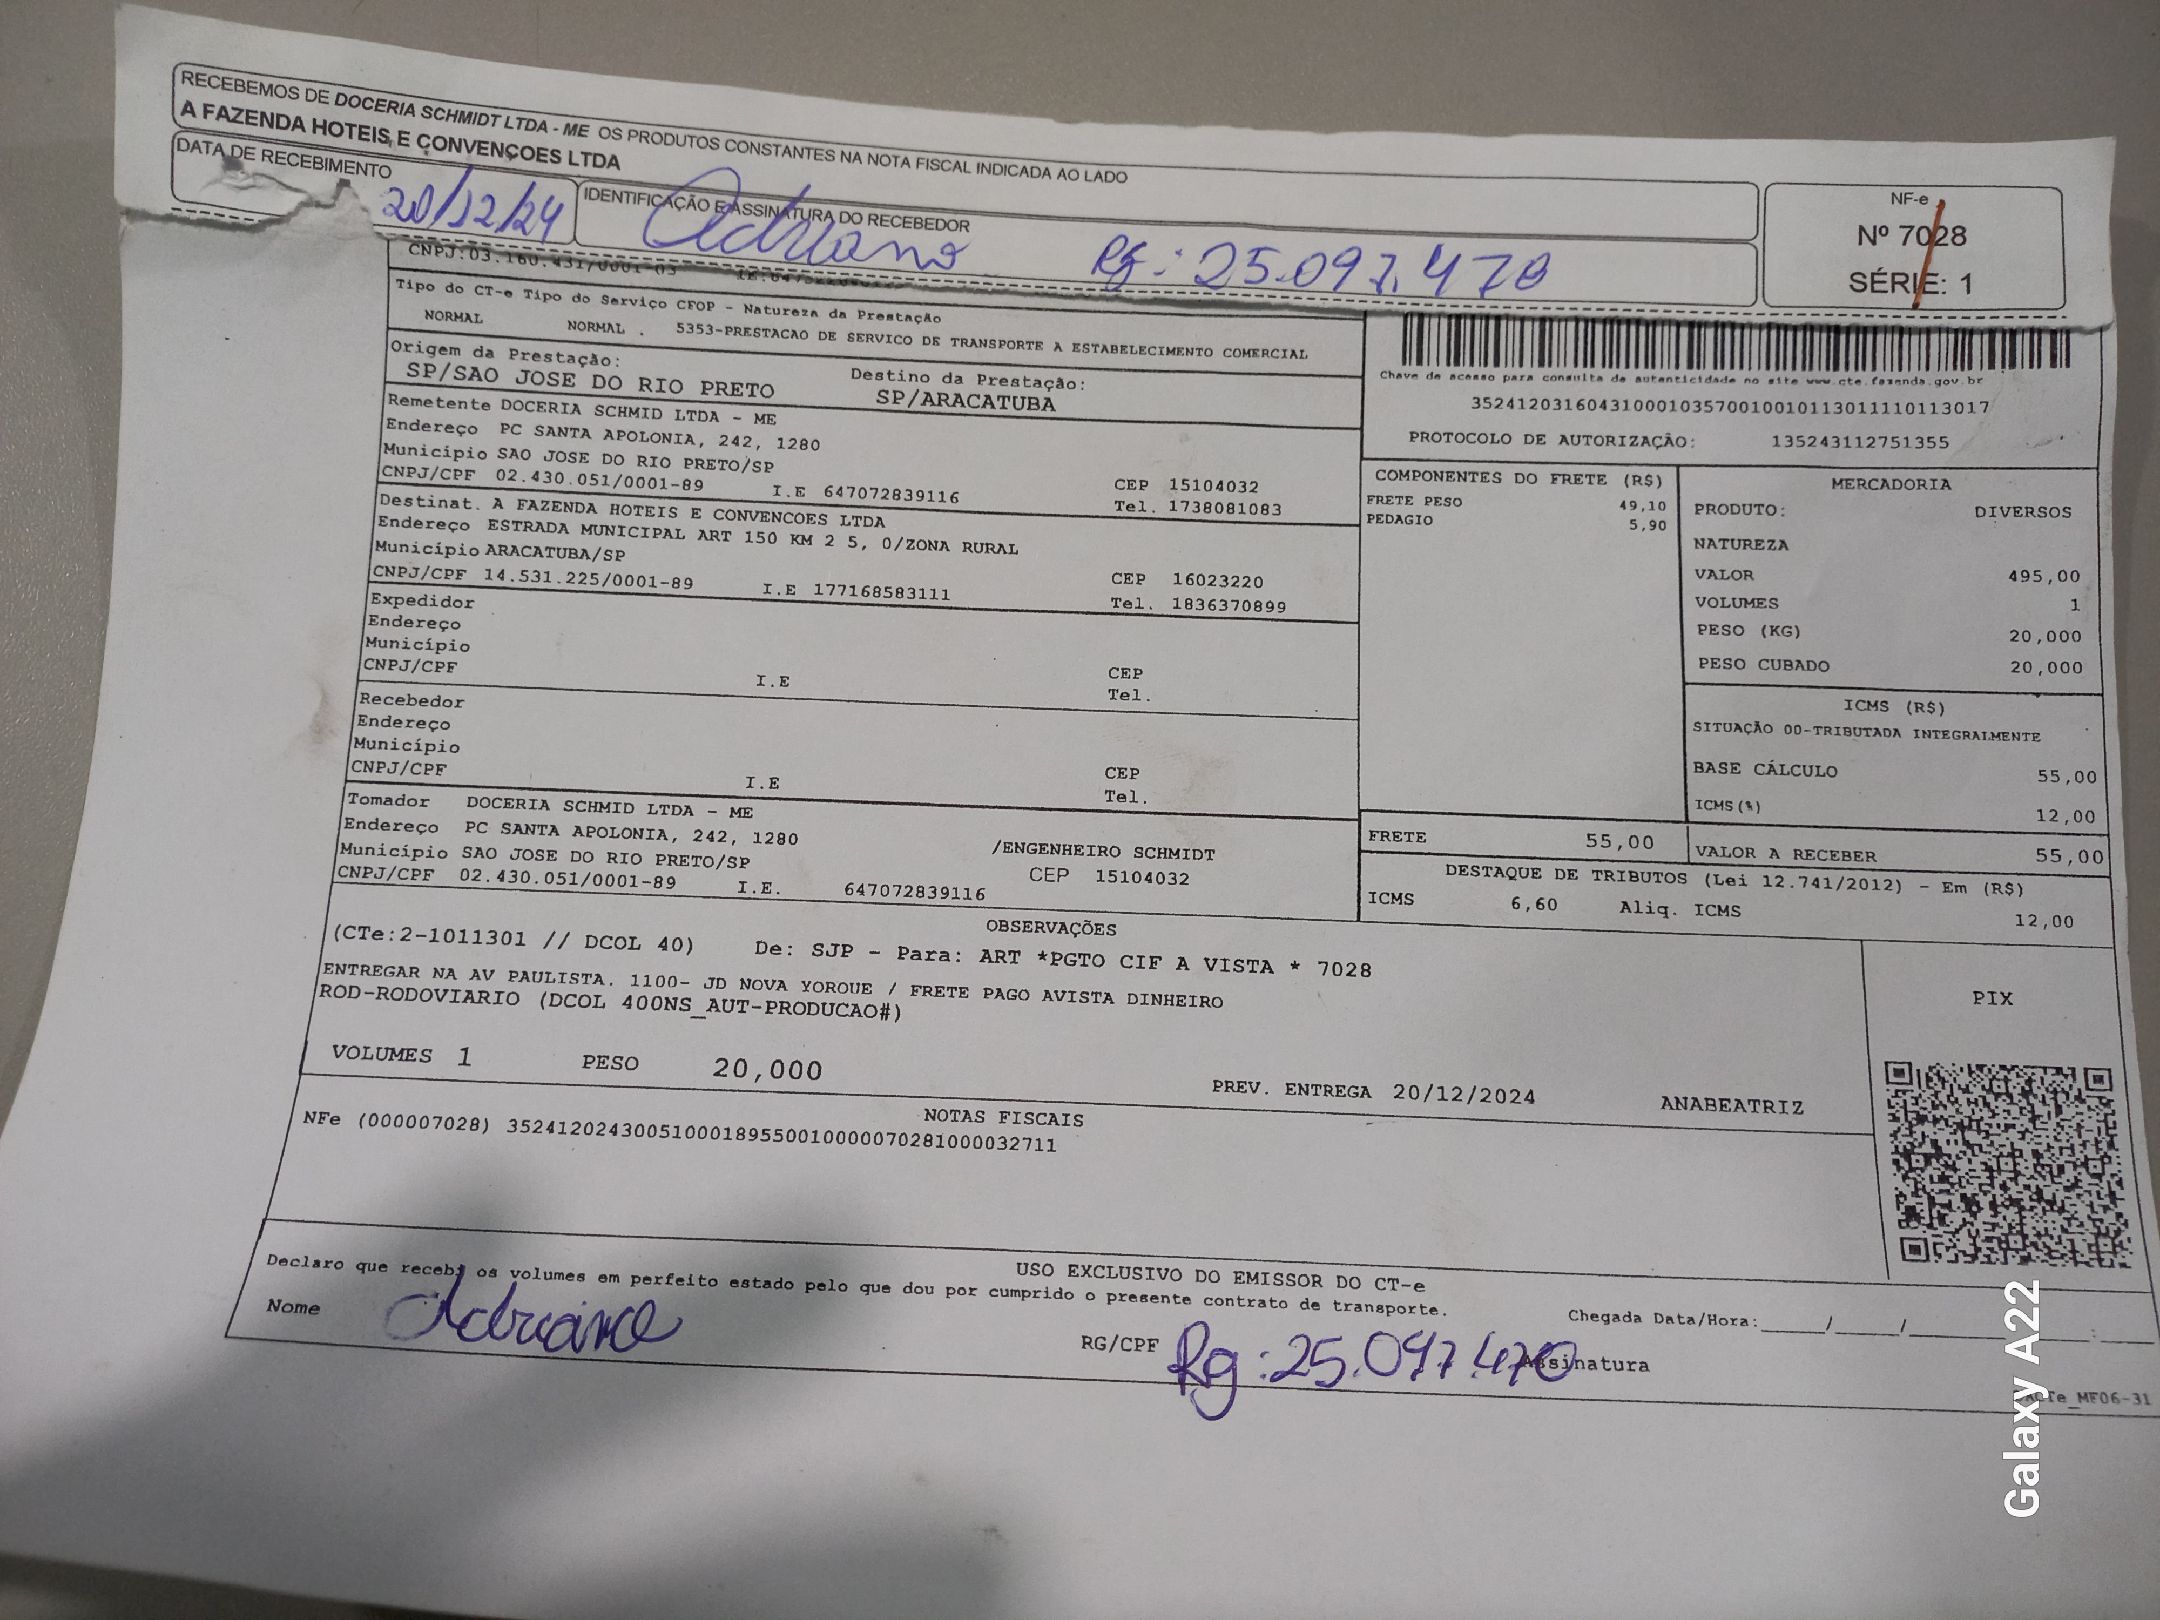 RECEBEMOS DE DOCERIA SCHMIDT LTDA - ME OS PRODUTOS CONSTANTES NA NOTA FISCAL INDICADA AO LADO
A FAZENDA HOTEIS E CONVENÇOES LTDA
DATA DE RECEBIMENTO
20/12/24
IDENTIFICAÇÃO E ASSINATURA DO RECEBEDOR
Adriano Rg: 25.097.470
NF-e
Nº 7028
SÉRIE: 1
CNPJ:03.160.431/0001-03
Tipo do CT-e Tipo do Serviço CFOP - Natureza da Prestação
NORMAL NORMAL . 5353-PRESTACAO DE SERVICO DE TRANSPORTE A ESTABELECIMENTO COMERCIAL
Origem da Prestação: Destino da Prestação:
SP/SAO JOSE DO RIO PRETO SP/ARACATUBA
Chave de acesso para consulta de autenticidade no site www.cte.fazenda.gov.br
35241203160431000103570010010113011110113017
PROTOCOLO DE AUTORIZAÇÃO: 135243112751355
Remetente DOCERIA SCHMID LTDA - ME
Endereço PC SANTA APOLONIA, 242, 1280
Município SAO JOSE DO RIO PRETO/SP CEP 15104032
CNPJ/CPF 02.430.051/0001-89 I.E 647072839116 Tel. 1738081083
Destinat. A FAZENDA HOTEIS E CONVENCOES LTDA
Endereço ESTRADA MUNICIPAL ART 150 KM 2 5, 0/ZONA RURAL
Município ARACATUBA/SP CEP 16023220
CNPJ/CPF 14.531.225/0001-89 I.E 177168583111 Tel. 1836370899
Expedidor
Endereço
Município CEP
CNPJ/CPF I.E Tel.
Recebedor
Endereço
Município CEP
CNPJ/CPF I.E Tel.
Tomador DOCERIA SCHMID LTDA - ME
Endereço PC SANTA APOLONIA, 242, 1280 /ENGENHEIRO SCHMIDT
Município SAO JOSE DO RIO PRETO/SP CEP 15104032
CNPJ/CPF 02.430.051/0001-89 I.E. 647072839116
COMPONENTES DO FRETE (R$)
FRETE PESO 49,10
PEDAGIO 5,90
MERCADORIA
PRODUTO: DIVERSOS
NATUREZA
VALOR 495,00
VOLUMES 1
PESO (KG) 20,000
PESO CUBADO 20,000
ICMS (R$)
SITUAÇÃO 00-TRIBUTADA INTEGRALMENTE
BASE CÁLCULO 55,00
ICMS(%) 12,00
FRETE 55,00 VALOR A RECEBER 55,00
DESTAQUE DE TRIBUTOS (Lei 12.741/2012) - Em (R$)
ICMS 6,60 Aliq. ICMS 12,00
OBSERVAÇÕES
(CTe:2-1011301 // DCOL 40) De: SJP - Para: ART *PGTO CIF A VISTA * 7028
ENTREGAR NA AV PAULISTA. 1100- JD NOVA YORQUE / FRETE PAGO AVISTA DINHEIRO
ROD-RODOVIARIO (DCOL 400NS_AUT-PRODUCAO#)
PIX
VOLUMES 1 PESO 20,000 PREV. ENTREGA 20/12/2024 ANABEATRIZ
NOTAS FISCAIS
NFe (000007028) 35241202430051000189550010000070281000032711
USO EXCLUSIVO DO EMISSOR DO CT-e
Declaro que recebi os volumes em perfeito estado pelo que dou por cumprido o presente contrato de transporte.
Nome Adriano RG/CPF Rg: 25.097.470 Assinatura
Chegada Data/Hora:____/____/____ :
MF06-31
Galaxy A22